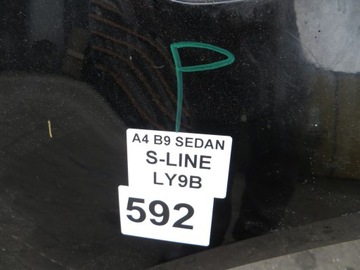 P
A4 B9 SEDAN
S-LINE
LY9B
592